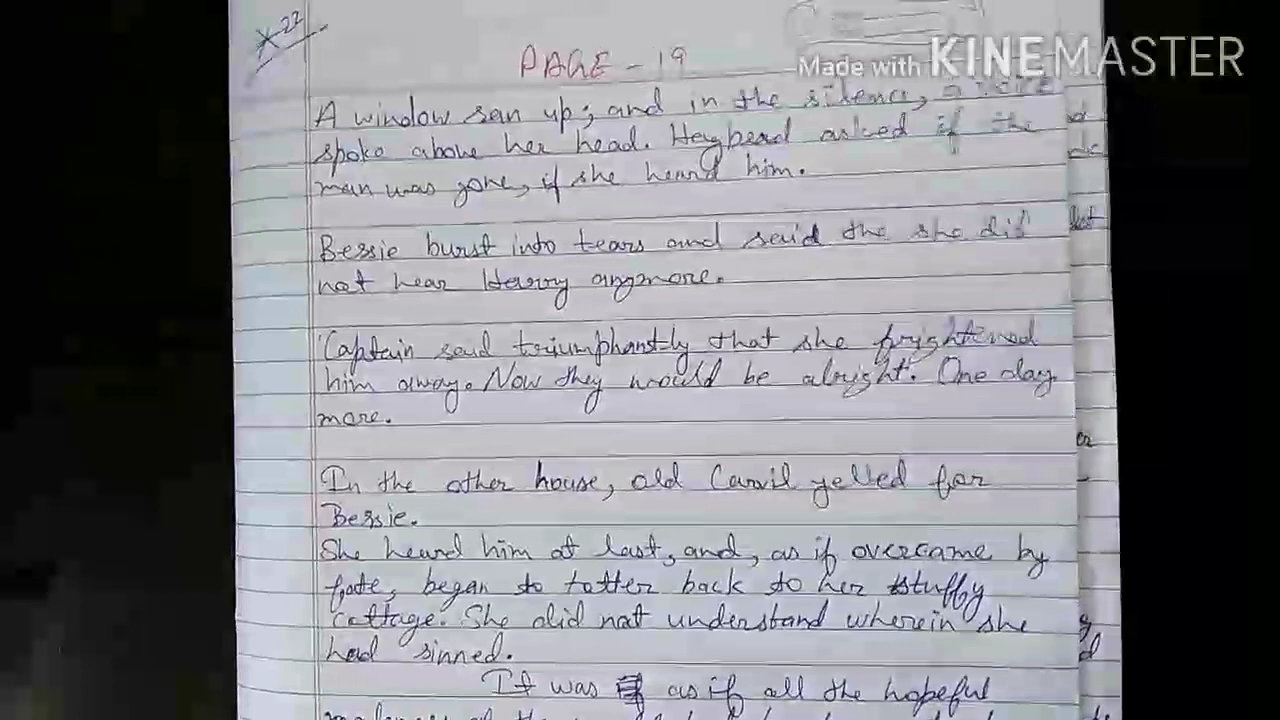 *22
PAGE - 19
Made with KINEMASTER
A window ran up; and in the silence, a voice
spoke above her head. Hagbead asked if the
man was gone, if she heard him.
Bessie burst into tears and said the she did
not hear Harry anymore.
Captain said triumphantly that she frightened
him away. Now they would be alright. One day
more.
In the other house, old Carvil yelled for
Bessie.
She heard him at last, and, as if overcame by
fate, began to totter back to her stuffy
cottage. She did not understand wherein she
had sinned.
It was as if all the hopeful